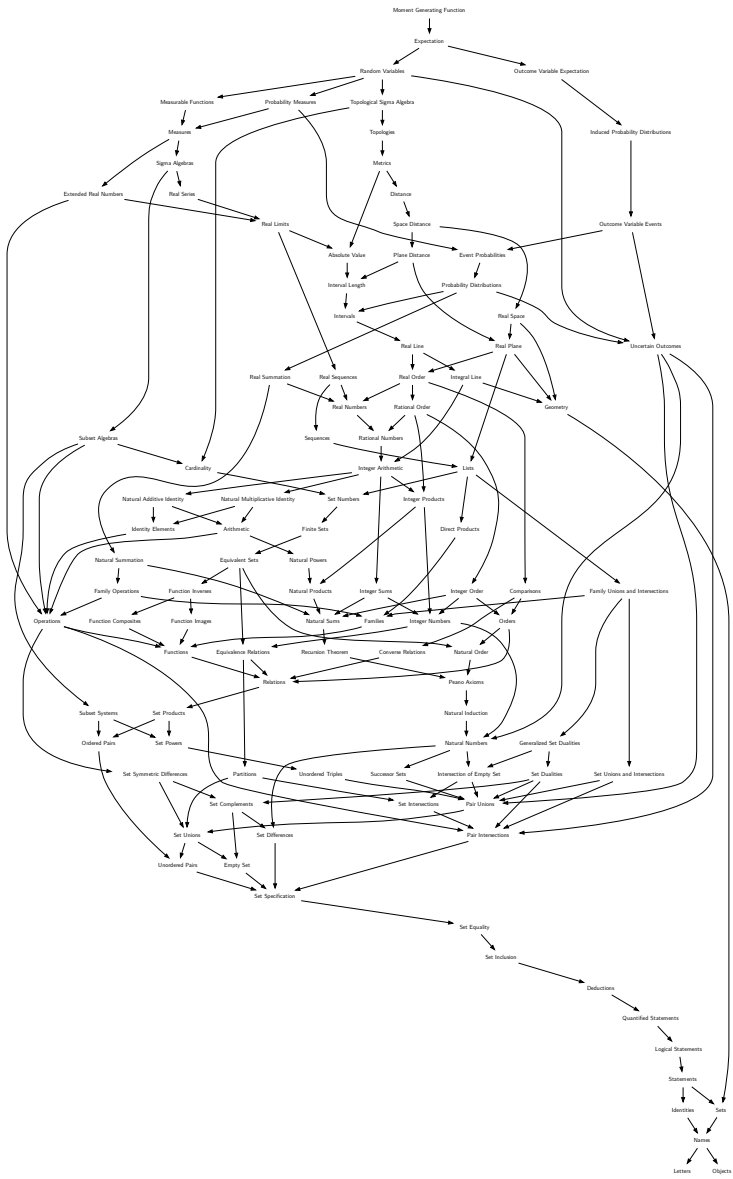 Moment Generating Function
Expectation
Random Variables
Outcome Variable Expectation
Measurable Functions
Probability Measures
Topological Sigma Algebra
Measures
Topologies
Induced Probability Distributions
Sigma Algebras
Metrics
Extended Real Numbers
Real Series
Distance
Real Limits
Space Distance
Outcome Variable Events
Absolute Value
Plane Distance
Event Probabilities
Interval Length
Probability Distributions
Intervals
Real Space
Real Line
Real Plane
Uncertain Outcomes
Real Summation
Real Sequences
Real Order
Integral Line
Real Numbers
Rational Order
Geometry
Subset Algebras
Sequences
Rational Numbers
Cardinality
Integer Arithmetic
Lists
Natural Additive Identity
Natural Multiplicative Identity
Set Numbers
Integer Products
Identity Elements
Arithmetic
Finite Sets
Direct Products
Natural Summation
Equivalent Sets
Natural Powers
Family Operations
Function Inverses
Natural Products
Integer Sums
Integer Order
Comparisons
Family Unions and Intersections
Operations
Function Composites
Function Images
Natural Sums
Families
Integer Numbers
Orders
Functions
Equivalence Relations
Recursion Theorem
Converse Relations
Natural Order
Relations
Peano Axioms
Subset Systems
Set Products
Natural Induction
Ordered Pairs
Set Powers
Natural Numbers
Generalized Set Dualities
Set Symmetric Differences
Partitions
Unordered Triples
Successor Sets
Intersection of Empty Set
Set Dualities
Set Unions and Intersections
Set Complements
Set Intersections
Pair Unions
Set Unions
Set Differences
Pair Intersections
Unordered Pairs
Empty Set
Set Specification
Set Equality
Set Inclusion
Deductions
Quantified Statements
Logical Statements
Statements
Identities
Sets
Names
Letters
Objects